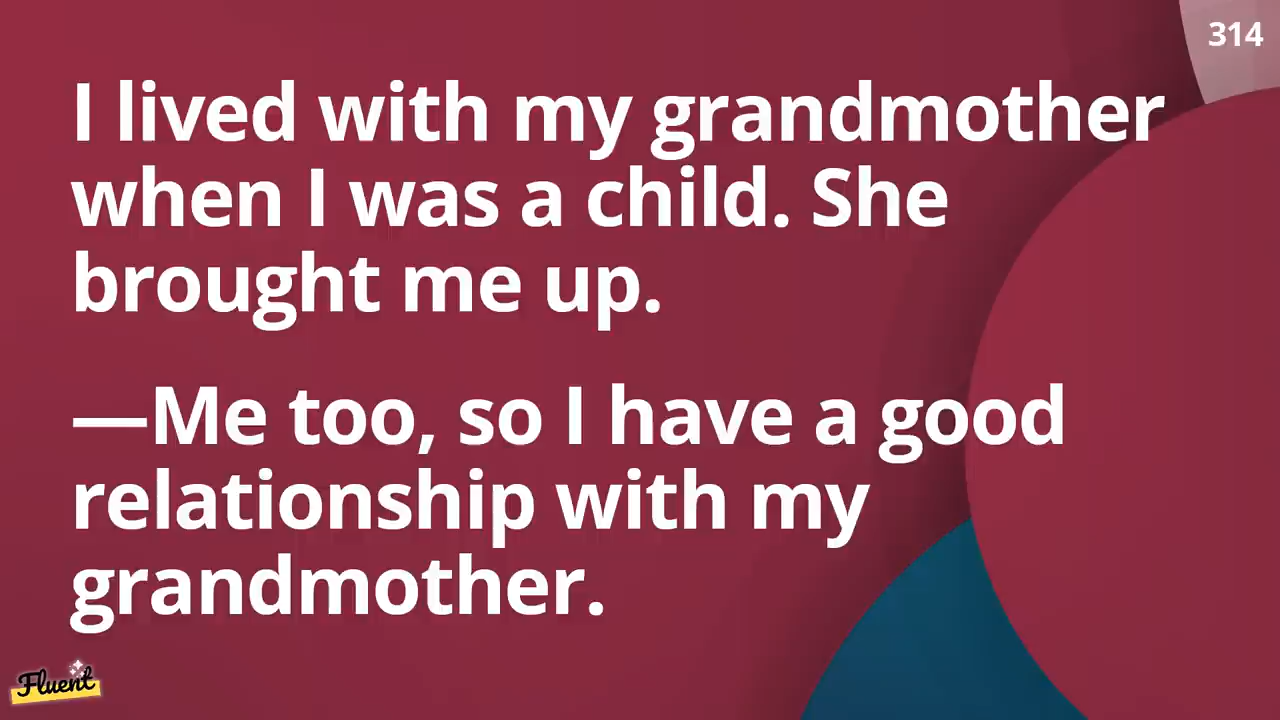 314
I lived with my grandmother
when I was a child. She
brought me up.
—Me too, so I have a good
relationship with my
grandmother.
Fluent